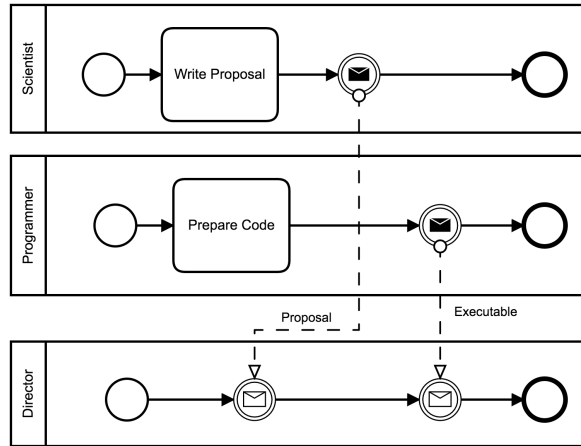 Scientist
Write Proposal
Programmer
Prepare Code
Proposal
Executable
Director